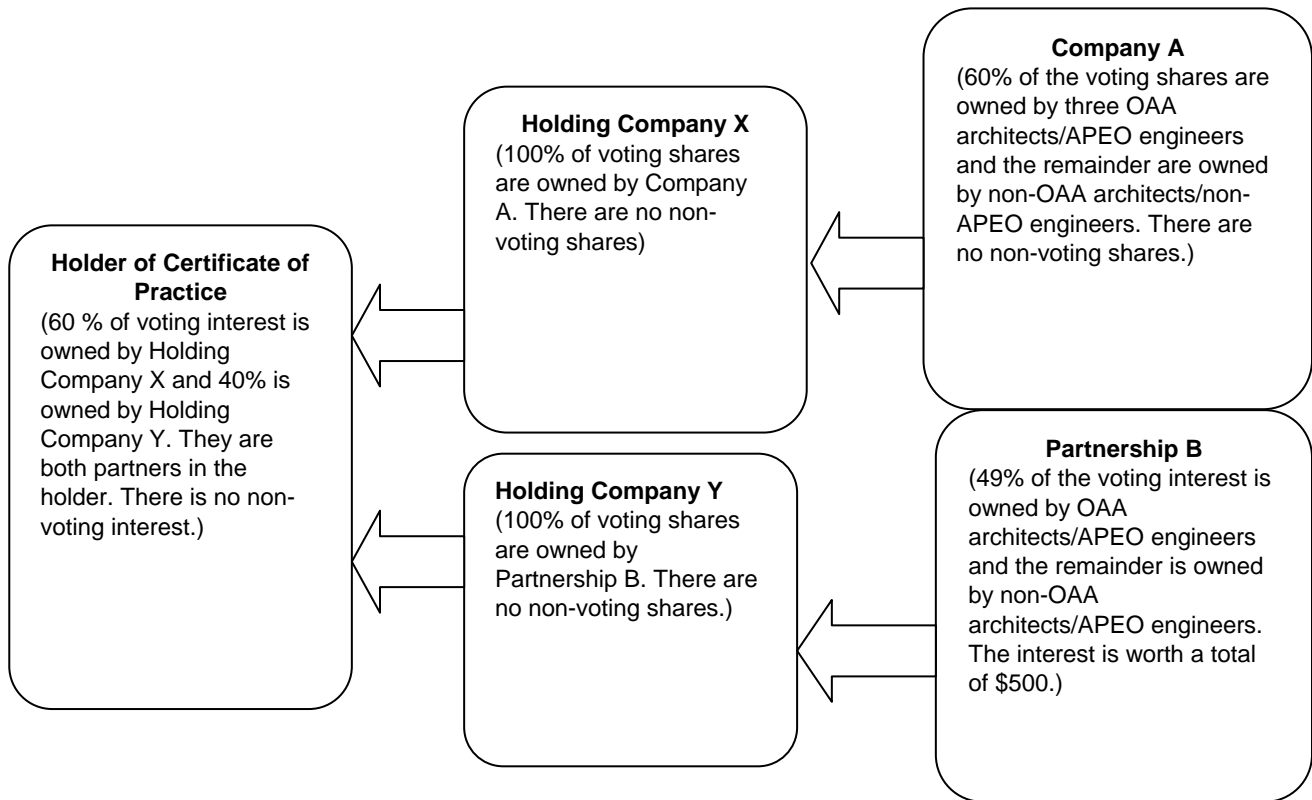 Holder of Certificate of
Practice
(60 % of voting interest is
owned by Holding
Company X and 40% is
owned by Holding
Company Y. They are
both partners in the
holder. There is no non-
voting interest.)
Holding Company X
(100% of voting shares
are owned by Company
A. There are no non-
voting shares)
Company A
(60% of the voting shares are
owned by three OAA
architects/APEO engineers
and the remainder are owned
by non-OAA architects/non-
APEO engineers. There are
no non-voting shares.)
Holding Company Y
(100% of voting shares
are owned by
Partnership B. There are
no non-voting shares.)
Partnership B
(49% of the voting interest is
owned by OAA
architects/APEO engineers
and the remainder is owned
by non-OAA
architects/APEO engineers.
The interest is worth a total
of $500.)